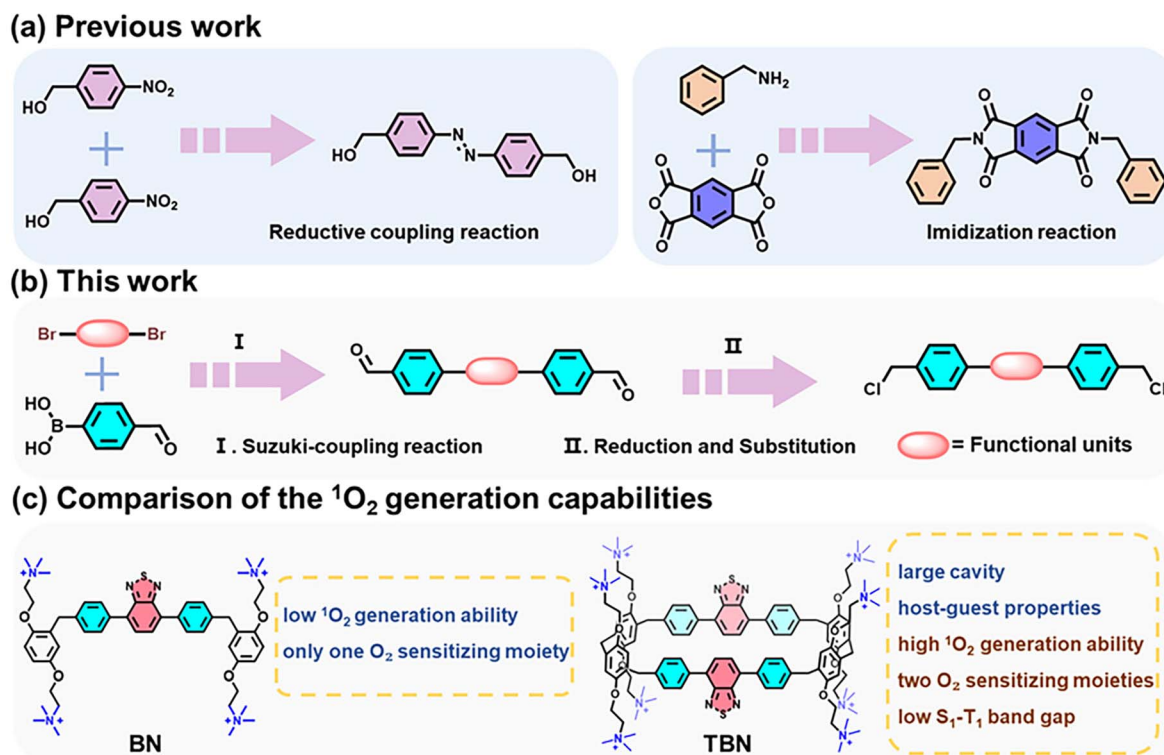 (a) Previous work
HO
NO₂
HO
NO₂
HO
N
N
OH
Reductive coupling reaction
NH₂
O
O
O
O
O
O
O
O
N
N
O
O
Imidization reaction
(b) This work
Br
Br
HO
B
HO
O
I
O
O
II
Cl
Cl
I . Suzuki-coupling reaction
II. Reduction and Substitution
= Functional units
(c) Comparison of the ¹O₂ generation capabilities
N+
N+
S
N
N
O
O
O
O
N+
N+
BN
low ¹O₂ generation ability
only one O₂ sensitizing moiety
N+
N+
N+
N+
S
N
N
O
O
O
O
N
N
S
N+
N+
N+
N+
TBN
large cavity
host-guest properties
high ¹O₂ generation ability
two O₂ sensitizing moieties
low S₁-T₁ band gap